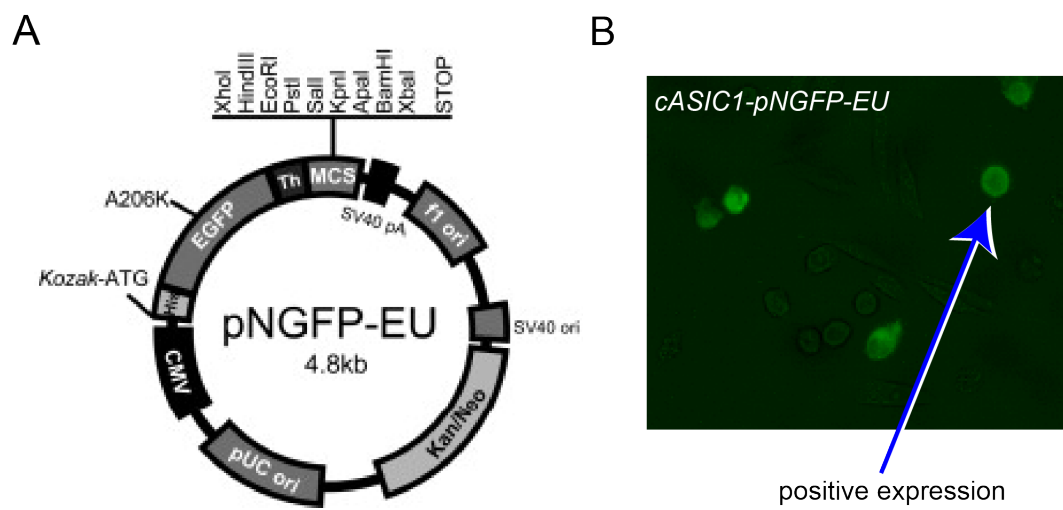 A
B
XhoI
HindIII
EcoRI
PstI
SalI
KpnI
ApaI
BamHI
XbaI
STOP
cASIC1-pNGFP-EU
A206K
EGFP
Th
MCS
SV40 pA
f1 ori
Kozak-ATG
pNGFP-EU
4.8kb
SV40 ori
CMV
Kan/Neo
pUC ori
positive expression